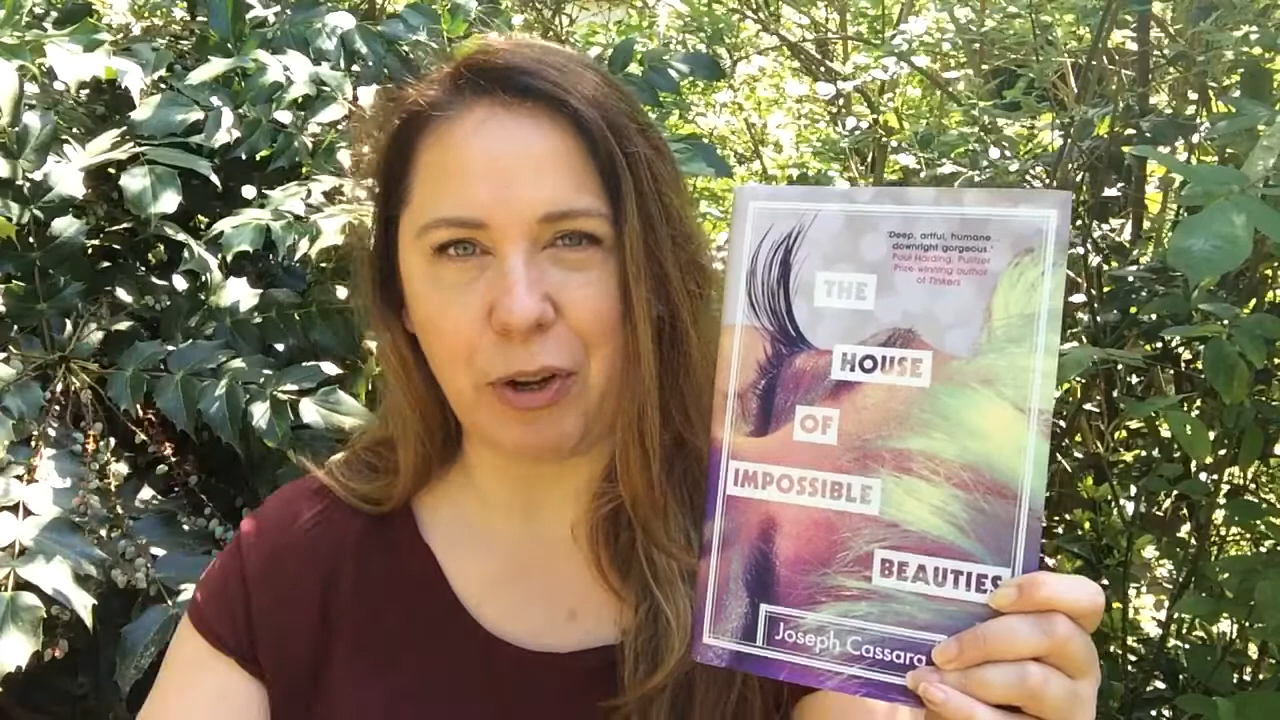 'Deep, artful, humane...
downright gorgeous.'
Paul Harding, Pulitzer
Prize-winning author
of Tinkers
THE
HOUSE
OF
IMPOSSIBLE
BEAUTIES
Joseph Cassara